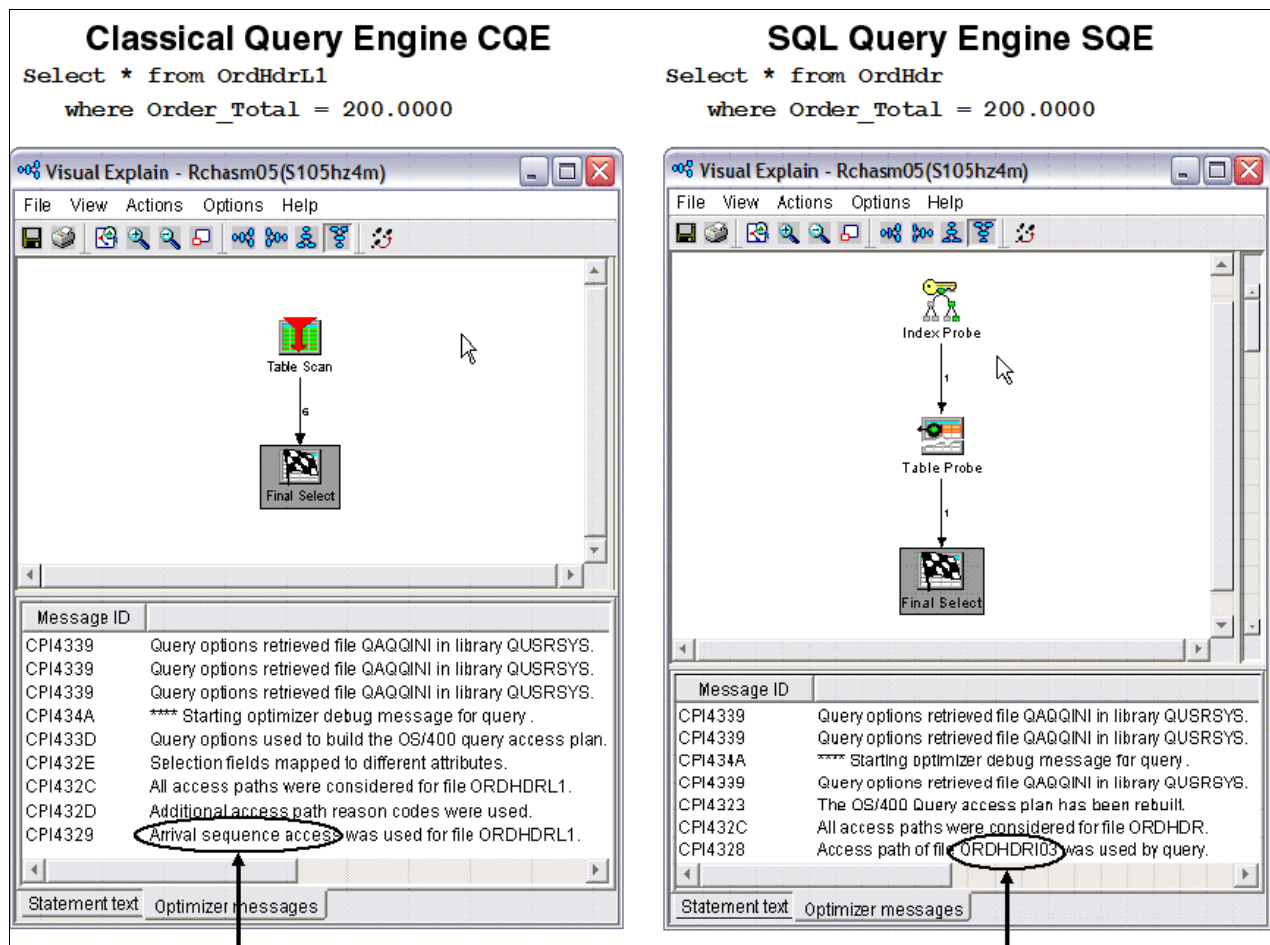 Classical Query Engine CQE
Select * from OrdHdrL1
where Order_Total = 200.0000
Visual Explain - Rchasm05(S105hz4m)
File View Actions Options Help
Table Scan
6
Final Select
Message ID
CPI4339 Query options retrieved file QAQQINI in library QUSRSYS.
CPI4339 Query options retrieved file QAQQINI in library QUSRSYS.
CPI4339 Query options retrieved file QAQQINI in library QUSRSYS.
CPI434A **** Starting optimizer debug message for query .
CPI433D Query options used to build the OS/400 query access plan.
CPI432E Selection fields mapped to different attributes.
CPI432C All access paths were considered for file ORDHDRL1.
CPI432D Additional access path reason codes were used.
CPI4329 Arrival sequence access was used for file ORDHDRL1.
Statement text Optimizer messages
SQL Query Engine SQE
Select * from OrdHdr
where Order_Total = 200.0000
Visual Explain - Rchasm05(S105hz4m)
File View Actions Options Help
Index Probe
1
Table Probe
1
Final Select
Message ID
CPI4339 Query options retrieved file QAQQINI in library QUSRSYS.
CPI4339 Query options retrieved file QAQQINI in library QUSRSYS.
CPI434A **** Starting optimizer debug message for query .
CPI4339 Query options retrieved file QAQQINI in library QUSRSYS.
CPI4323 The OS/400 Query access plan has been rebuilt.
CPI432C All access paths were considered for file ORDHDR.
CPI4328 Access path of file ORDHDRI03 was used by query.
Statement text Optimizer messages